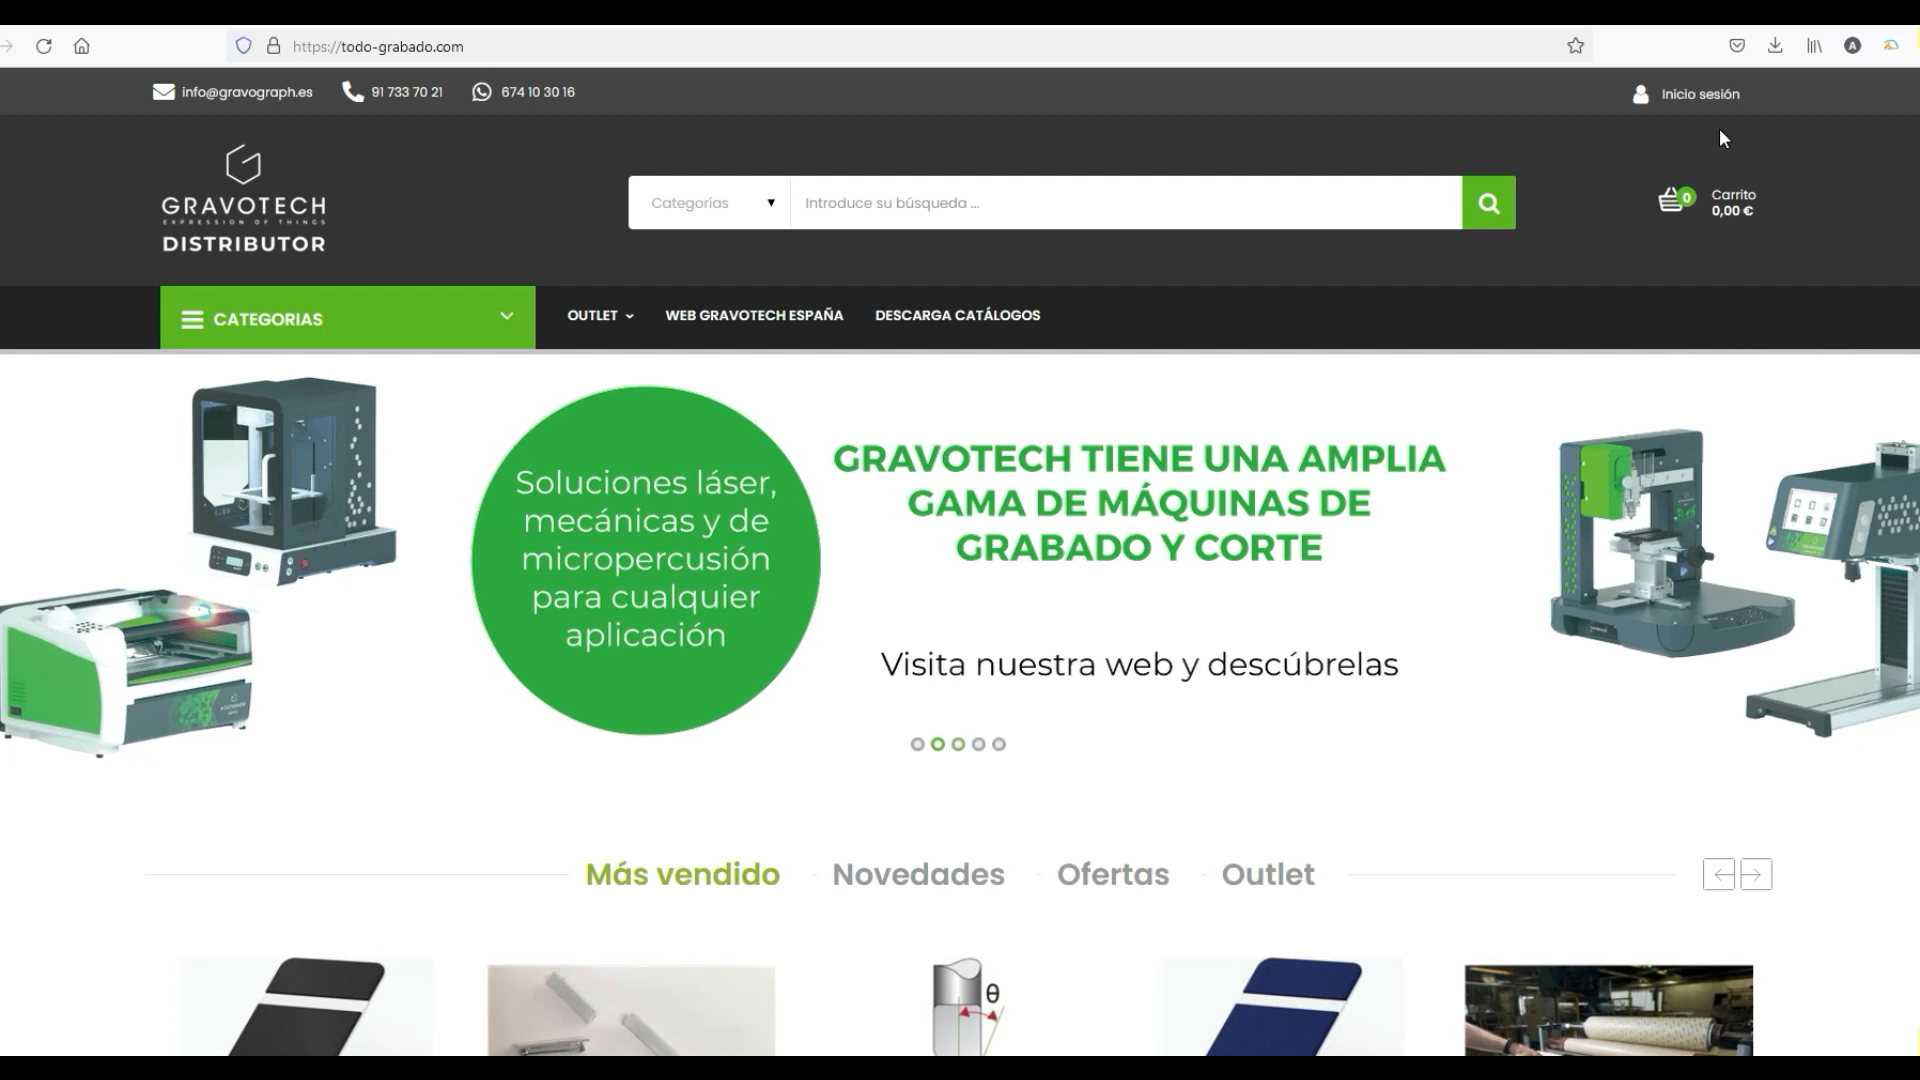 https://todo-grabado.com
A
info@gravograph.es
91 733 70 21
674 10 30 16
Inicio sesión
GRAVOTECH
EXPRESSION OF THINGS
DISTRIBUTOR
Categorías
Introduce su búsqueda ...
0
Carrito
0,00 €
CATEGORIAS
OUTLET
WEB GRAVOTECH ESPAÑA
DESCARGA CATÁLOGOS
Soluciones láser,
mecánicas y de
micropercusión
para cualquier
aplicación
GRAVOTECH TIENE UNA AMPLIA
GAMA DE MÁQUINAS DE
GRABADO Y CORTE
Visita nuestra web y descúbrelas
Más vendido
Novedades
Ofertas
Outlet
θ